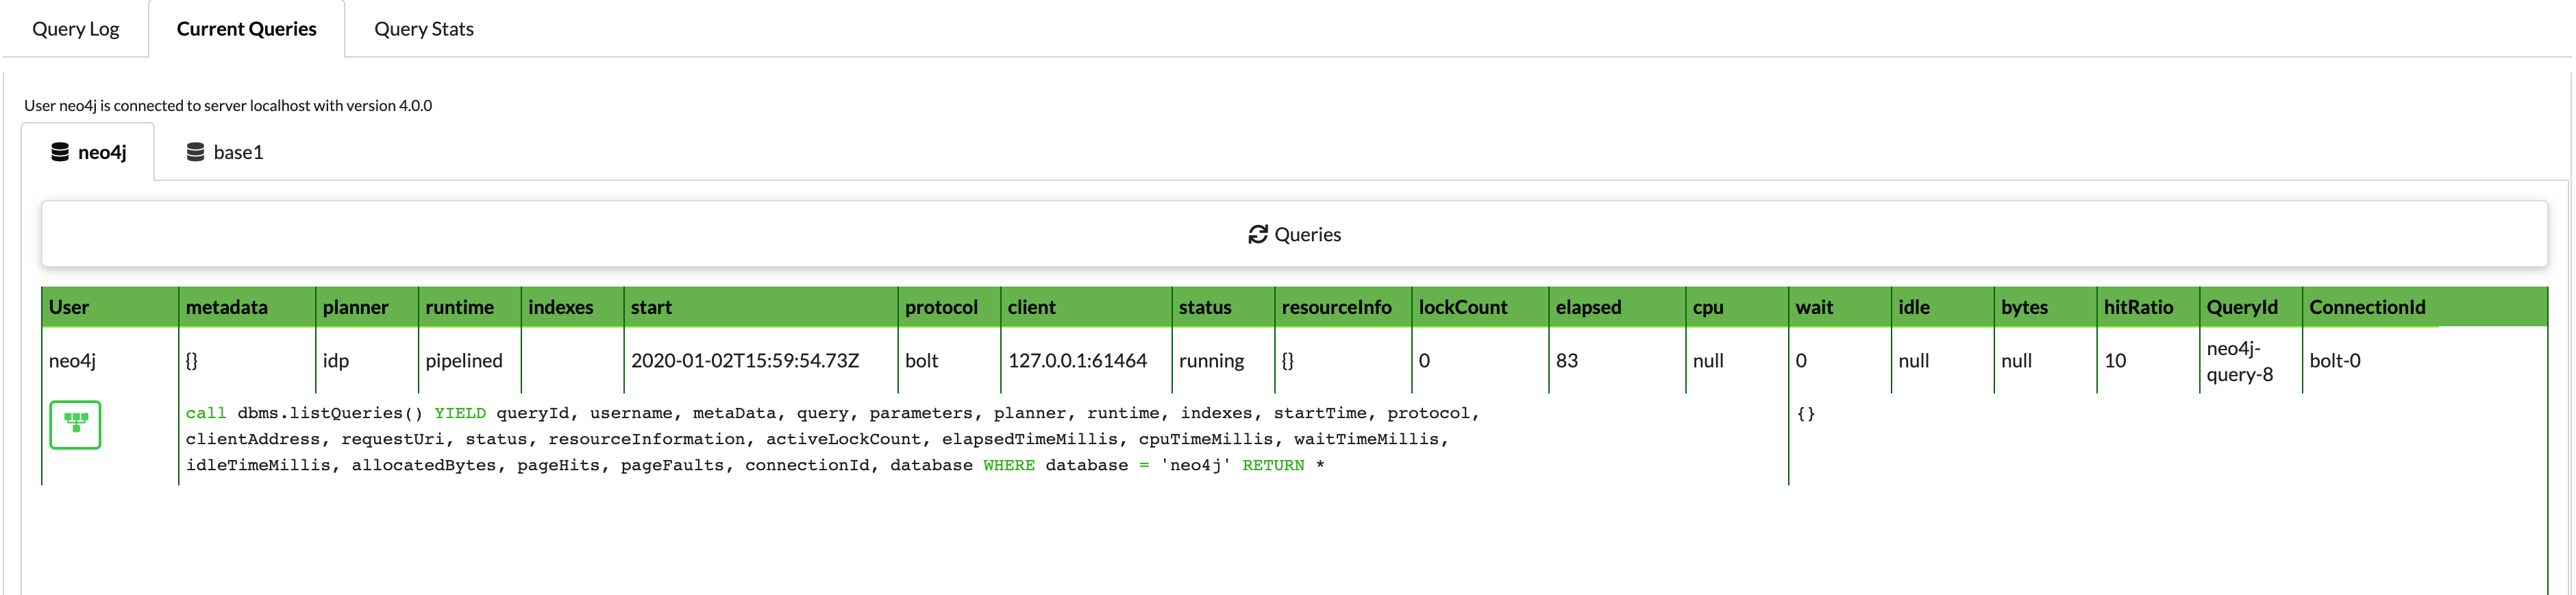 Query Log Current Queries Query Stats
User neo4j is connected to server localhost with version 4.0.0
neo4j base1
Queries
User metadata planner runtime indexes start protocol client status resourceInfo lockCount elapsed cpu wait idle bytes hitRatio QueryId ConnectionId
neo4j {} idp pipelined 2020-01-02T15:59:54.73Z bolt 127.0.0.1:61464 running {} 0 83 null 0 null null 10 neo4j-query-8 bolt-0
call dbms.listQueries() YIELD queryId, username, metaData, query, parameters, planner, runtime, indexes, startTime, protocol, {}
clientAddress, requestUri, status, resourceInformation, activeLockCount, elapsedTimeMillis, cpuTimeMillis, waitTimeMillis,
idleTimeMillis, allocatedBytes, pageHits, pageFaults, connectionId, database WHERE database = 'neo4j' RETURN *